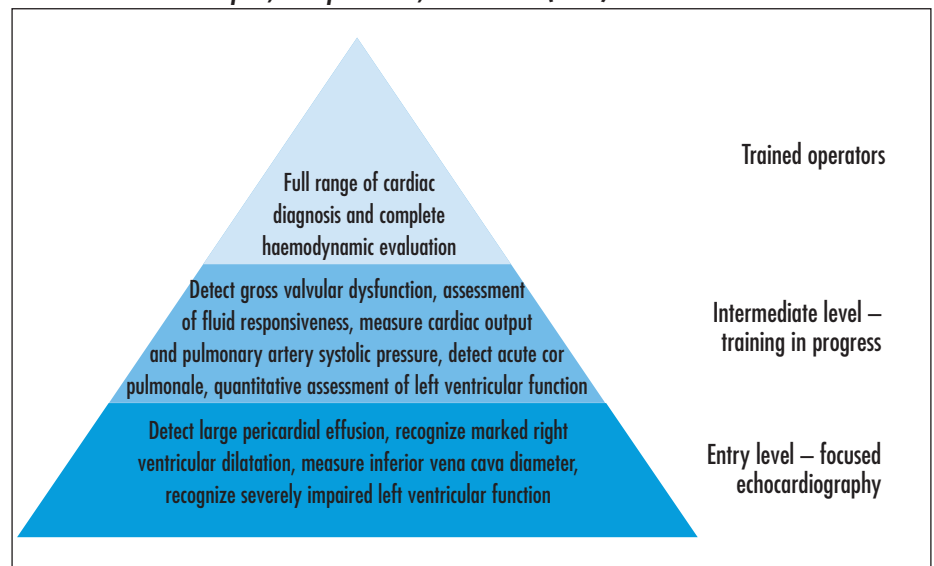 Trained operators
Full range of cardiac
diagnosis and complete
haemodynamic evaluation
Detect gross valvular dysfunction, assessment
of fluid responsiveness, measure cardiac output
and pulmonary artery systolic pressure, detect acute cor
pulmonale, quantitative assessment of left ventricular function
Intermediate level –
training in progress
Detect large pericardial effusion, recognize marked right
ventricular dilatation, measure inferior vena cava diameter,
recognize severely impaired left ventricular function
Entry level – focused
echocardiography